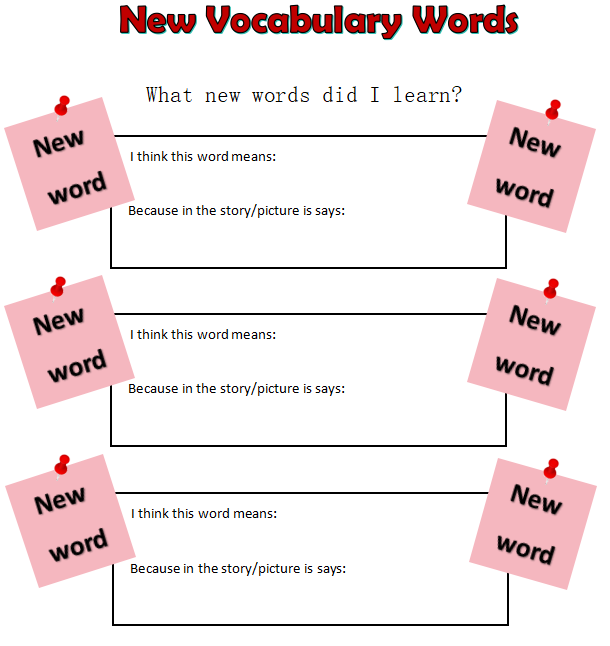 New Vocabulary Words
What new words did I learn?
New
word
I think this word means:
Because in the story/picture is says:
New
word
New
word
I think this word means:
Because in the story/picture is says:
New
word
New
word
I think this word means:
Because in the story/picture is says:
New
word